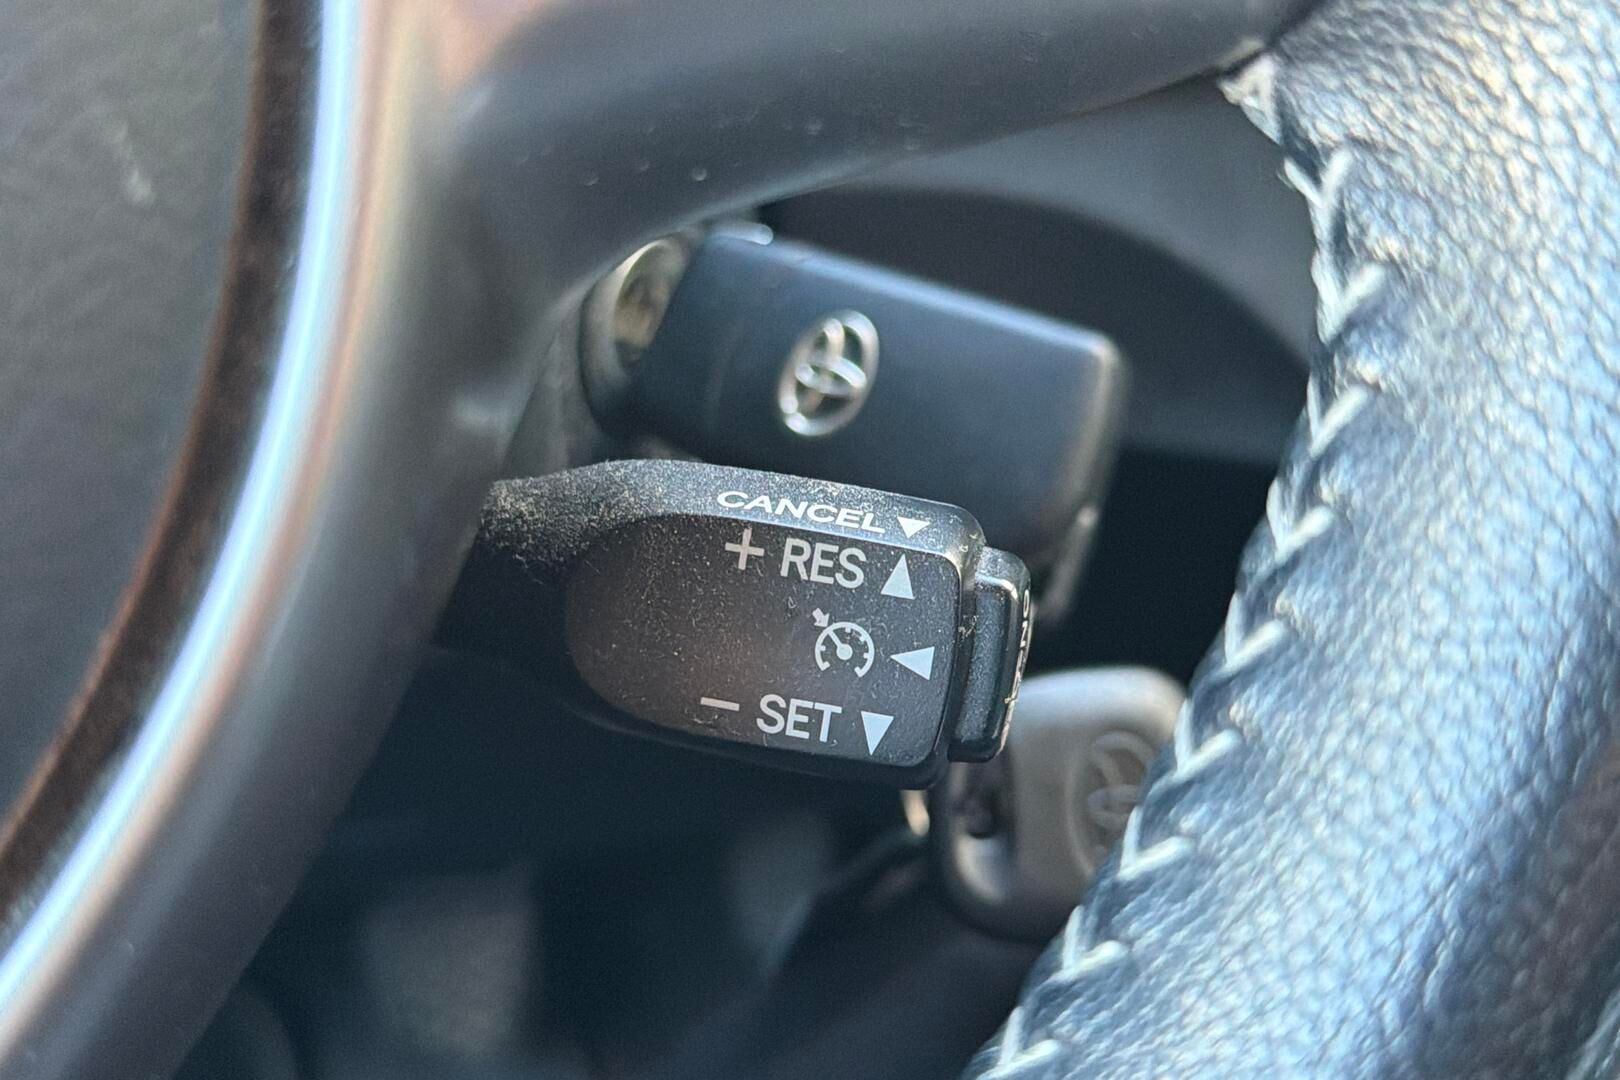 CANCEL ▼
+ RES ▲
◀
− SET ▼